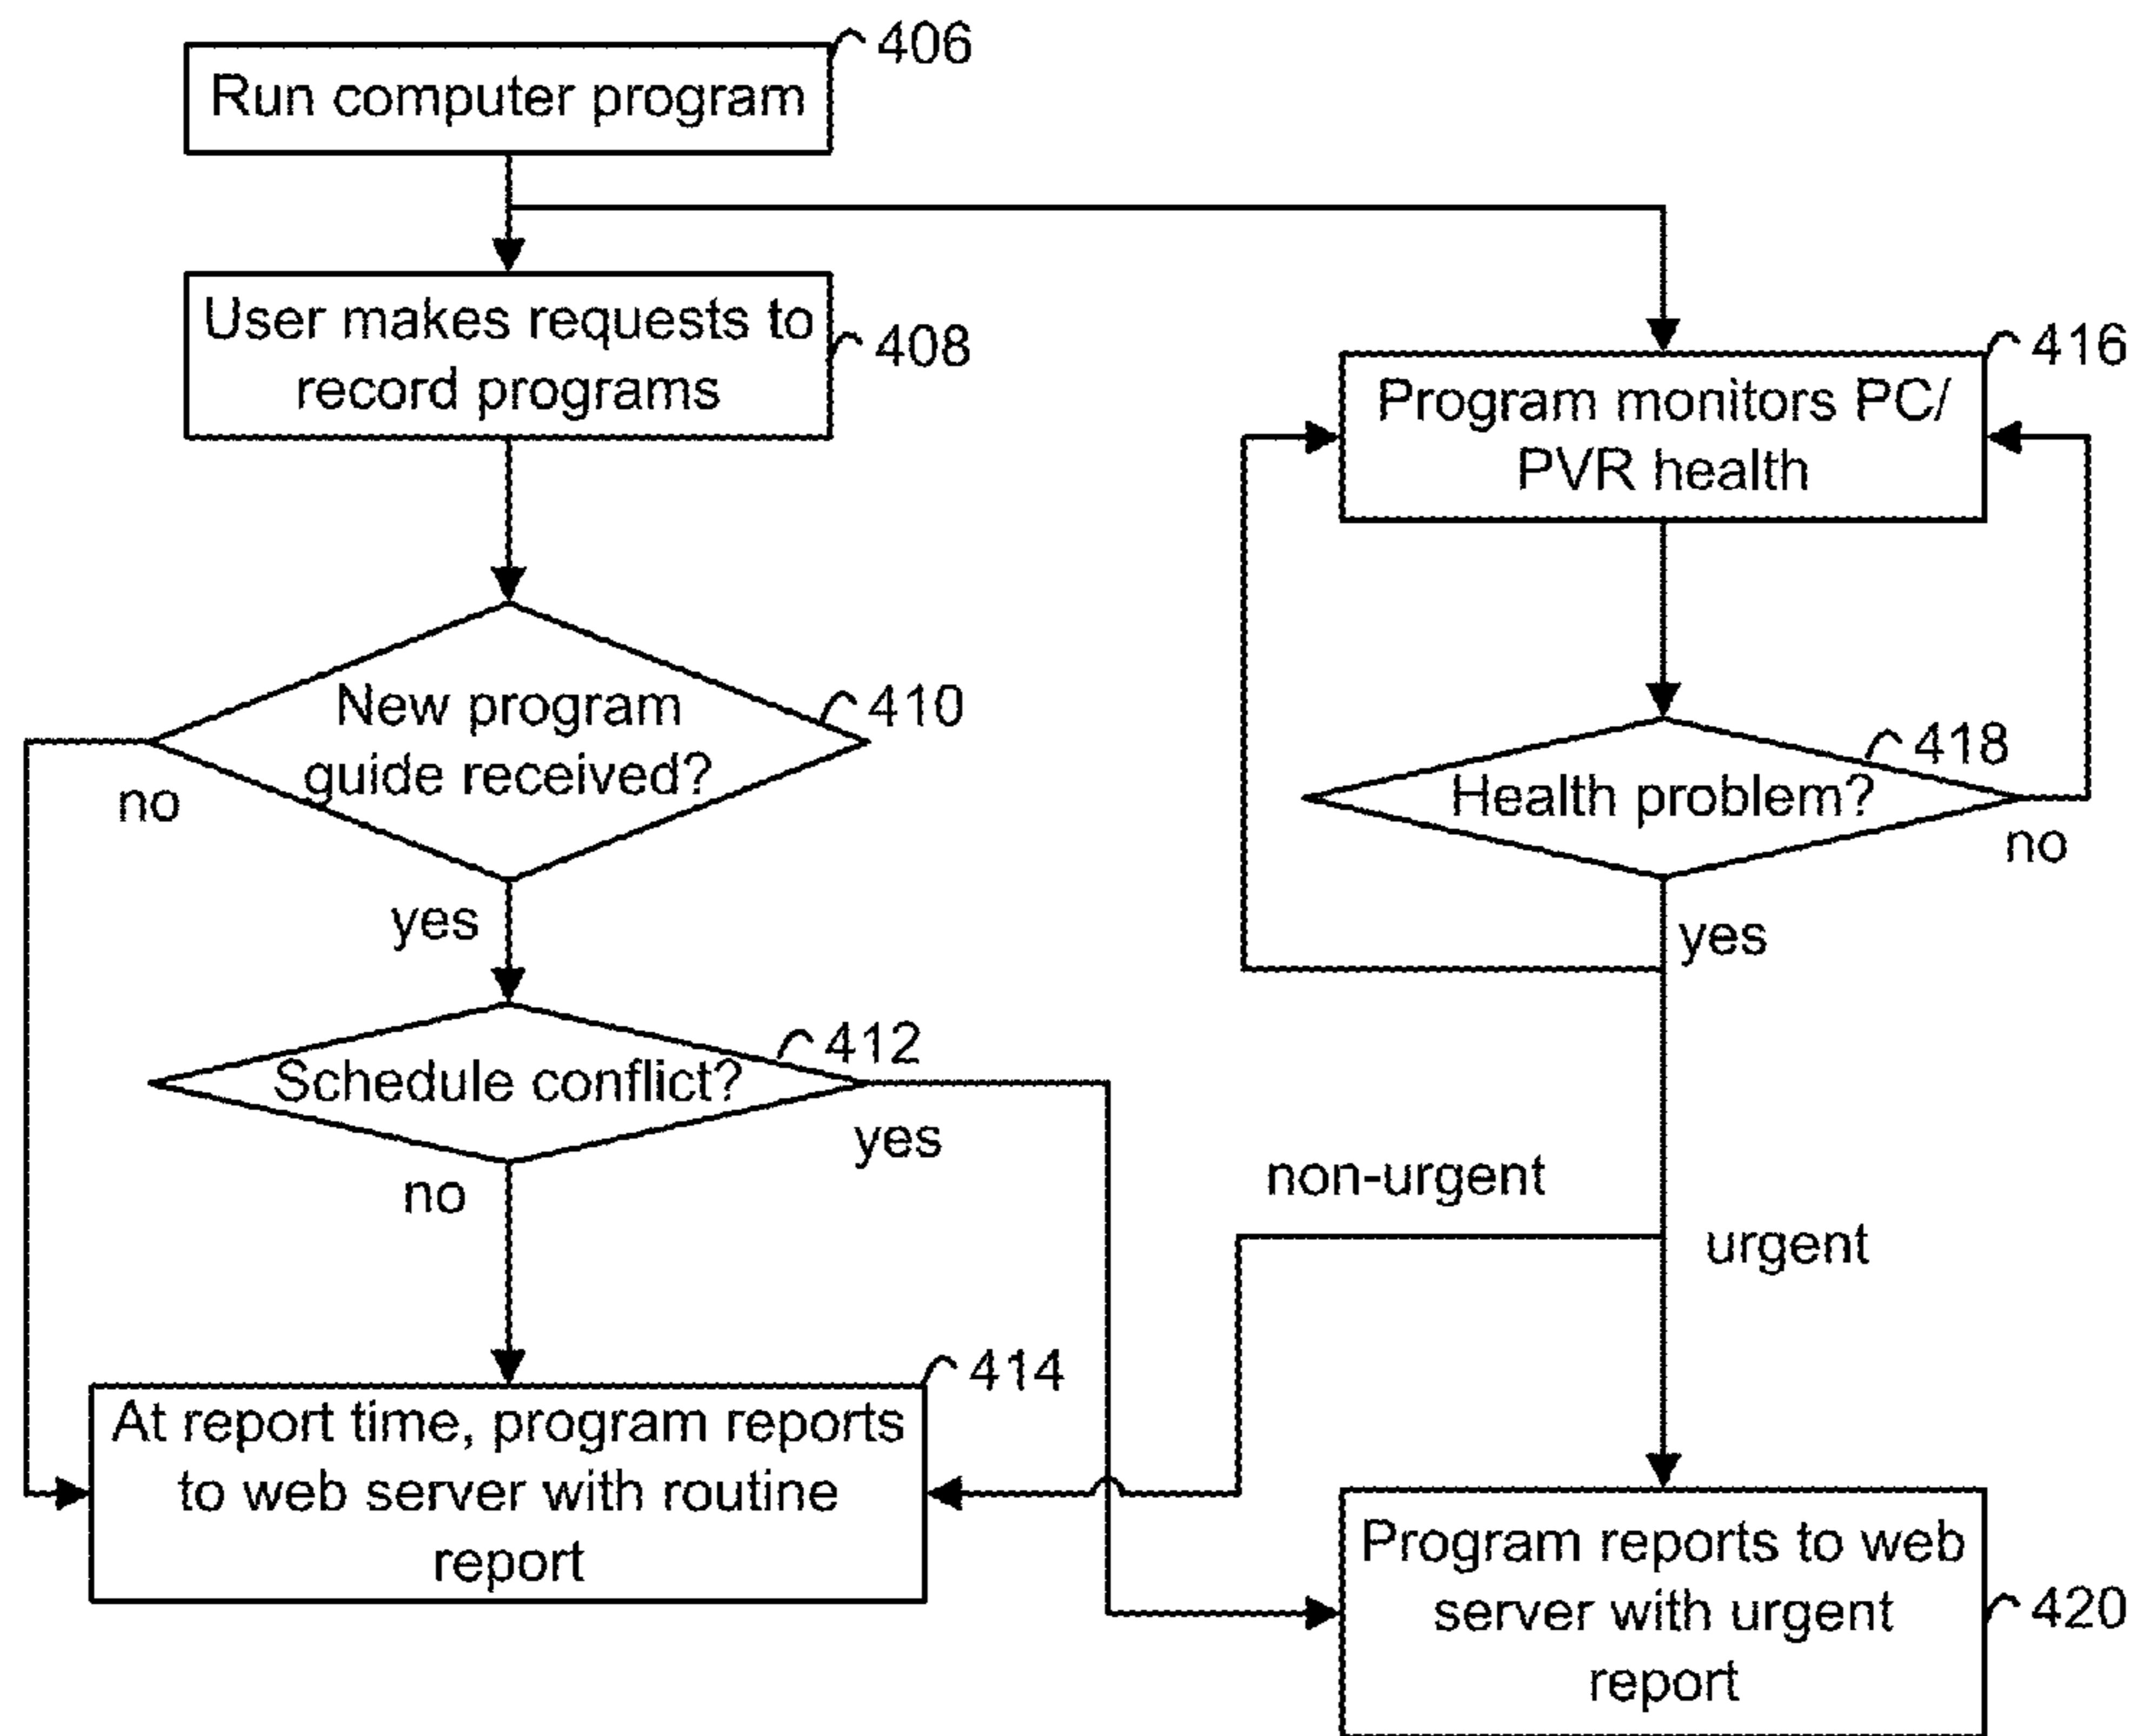 406
Run computer program
User makes requests to
record programs
408
416
Program monitors PC/
PVR health
New program
guide received?
410
no
yes
418
Health problem?
no
yes
412
Schedule conflict?
yes
no
non-urgent
urgent
414
At report time, program reports
to web server with routine
report
Program reports to web
server with urgent
report
420